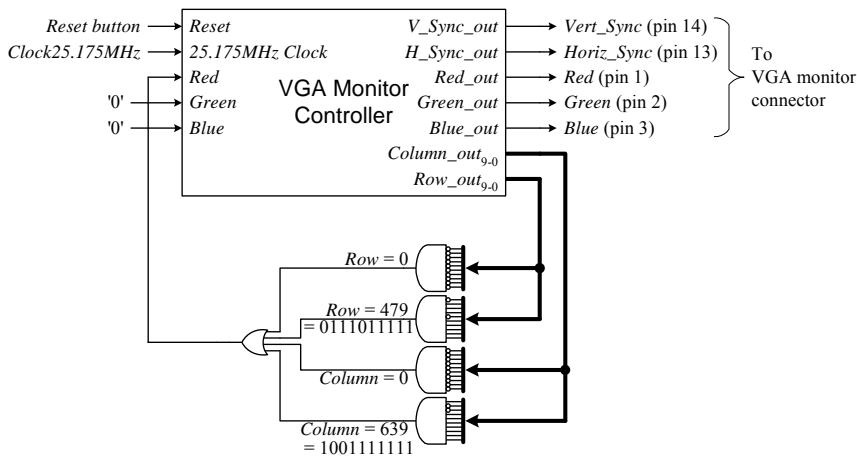 Reset button
Clock25.175MHz
'0'
'0'
Reset
25.175MHz Clock
Red
Green
Blue
VGA Monitor
Controller
V_Sync_out
H_Sync_out
Red_out
Green_out
Blue_out
Column_out9-0
Row_out9-0
Vert_Sync (pin 14)
Horiz_Sync (pin 13)
Red (pin 1)
Green (pin 2)
Blue (pin 3)
To
VGA monitor
connector
Row = 0
Row = 479
= 0111011111
Column = 0
Column = 639
= 1001111111